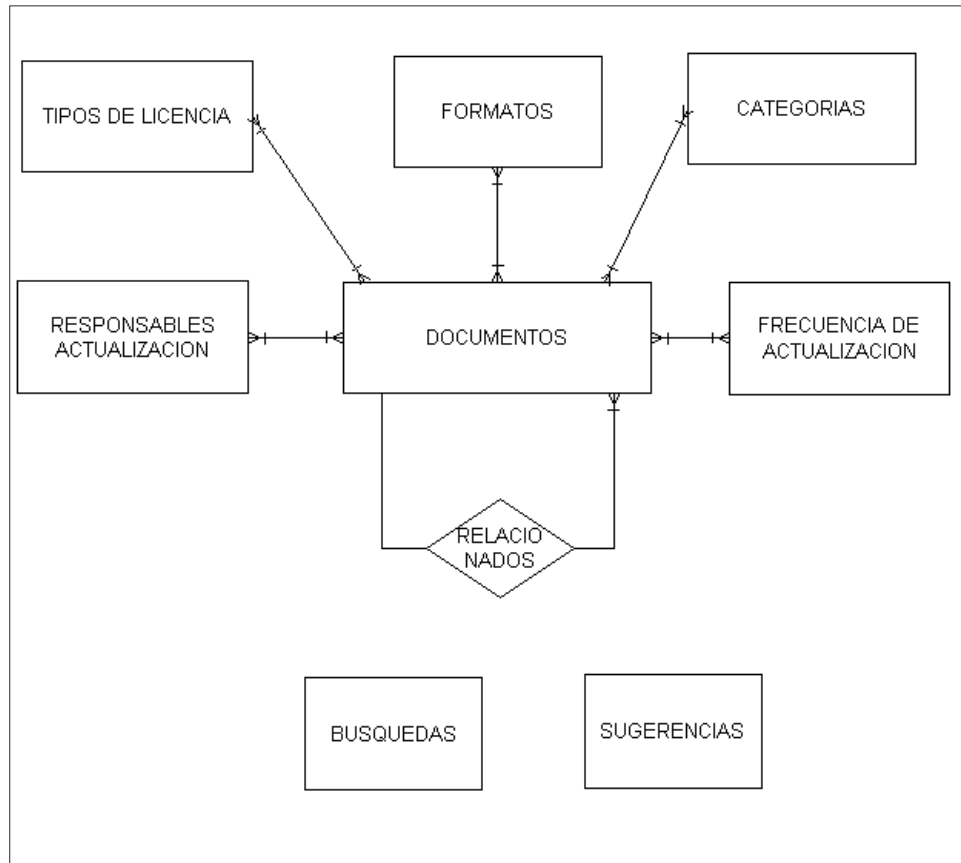 TIPOS DE LICENCIA
FORMATOS
CATEGORIAS
RESPONSABLES
ACTUALIZACION
DOCUMENTOS
FRECUENCIA DE
ACTUALIZACION
RELACIO
NADOS
BUSQUEDAS
SUGERENCIAS